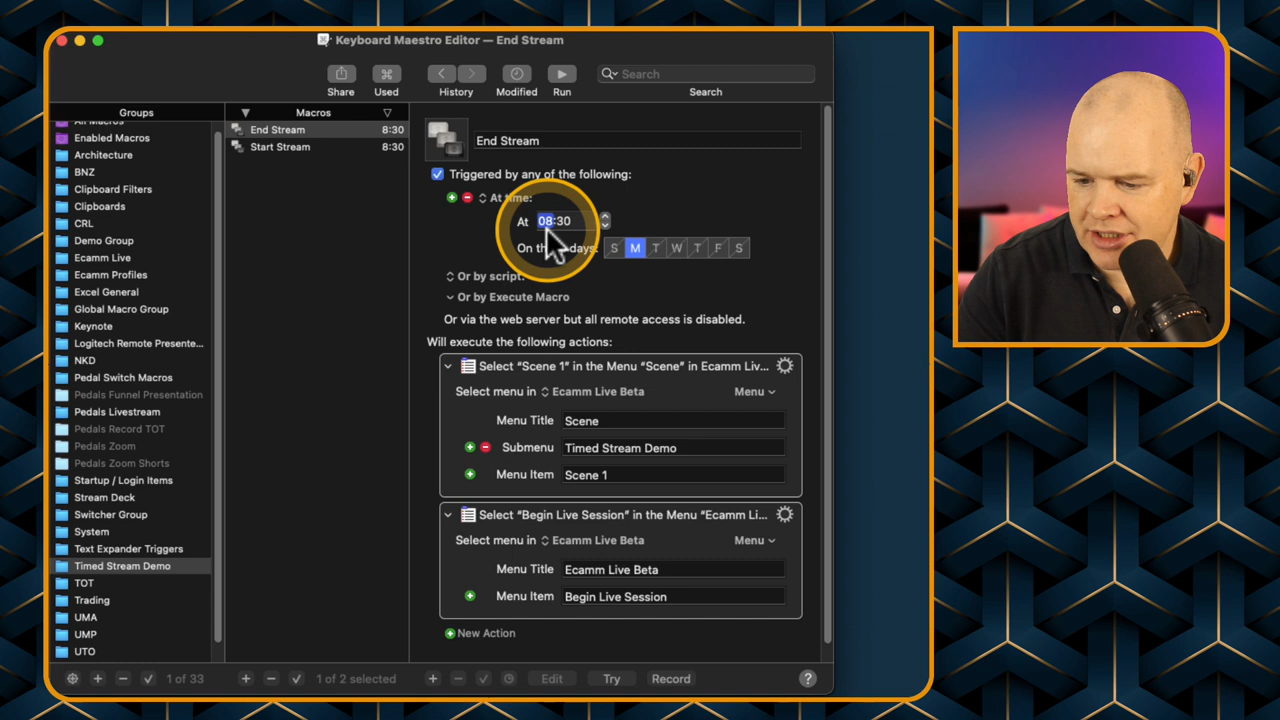 Keyboard Maestro Editor — End Stream
Share
Used
History
Modified
Run
Search
Search
Groups
All Macros
Enabled Macros
Architecture
BNZ
Clipboard Filters
Clipboards
CRL
Demo Group
Ecamm Live
Ecamm Profiles
Excel General
Global Macro Group
Keynote
Logitech Remote Presente...
NKD
Pedal Switch Macros
Pedals Funnel Presentation
Pedals Livestream
Pedals Record TOT
Pedals Zoom
Pedals Zoom Shorts
Startup / Login Items
Stream Deck
Switcher Group
System
Text Expander Triggers
Timed Stream Demo
TOT
Trading
UMA
UMP
UTO
1 of 33
Macros
End Stream 8:30
Start Stream 8:30
1 of 2 selected
End Stream
Triggered by any of the following:
At time:
At 08:30
On th days: S M T W T F S
Or by script:
Or by Execute Macro
Or via the web server but all remote access is disabled.
Will execute the following actions:
Select “Scene 1” in the Menu “Scene” in Ecamm Liv...
Select menu in Ecamm Live Beta Menu
Menu Title Scene
Submenu Timed Stream Demo
Menu Item Scene 1
Select “Begin Live Session” in the Menu “Ecamm Li...
Select menu in Ecamm Live Beta Menu
Menu Title Ecamm Live Beta
Menu Item Begin Live Session
New Action
Edit
Try
Record
?